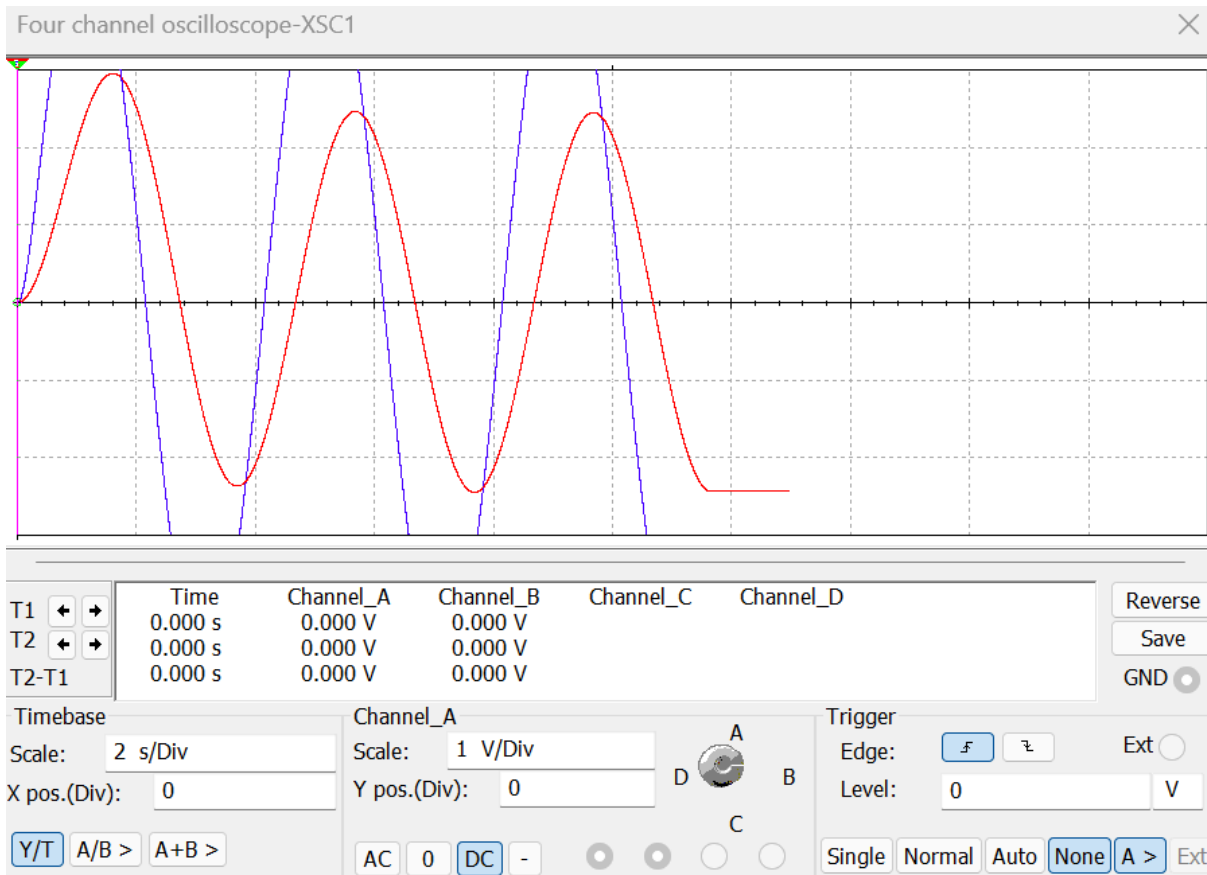 Four channel oscilloscope-XSC1
Time Channel_A Channel_B Channel_C Channel_D
T1 0.000 s 0.000 V 0.000 V
T2 0.000 s 0.000 V 0.000 V
T2-T1 0.000 s 0.000 V 0.000 V
Reverse
Save
GND
Timebase
Scale: 2 s/Div
X pos.(Div): 0
Y/T A/B > A+B >
Channel_A
Scale: 1 V/Div
Y pos.(Div): 0
AC 0 DC -
A
D B
C
Trigger
Edge: Ext
Level: 0 V
Single Normal Auto None A > Ext